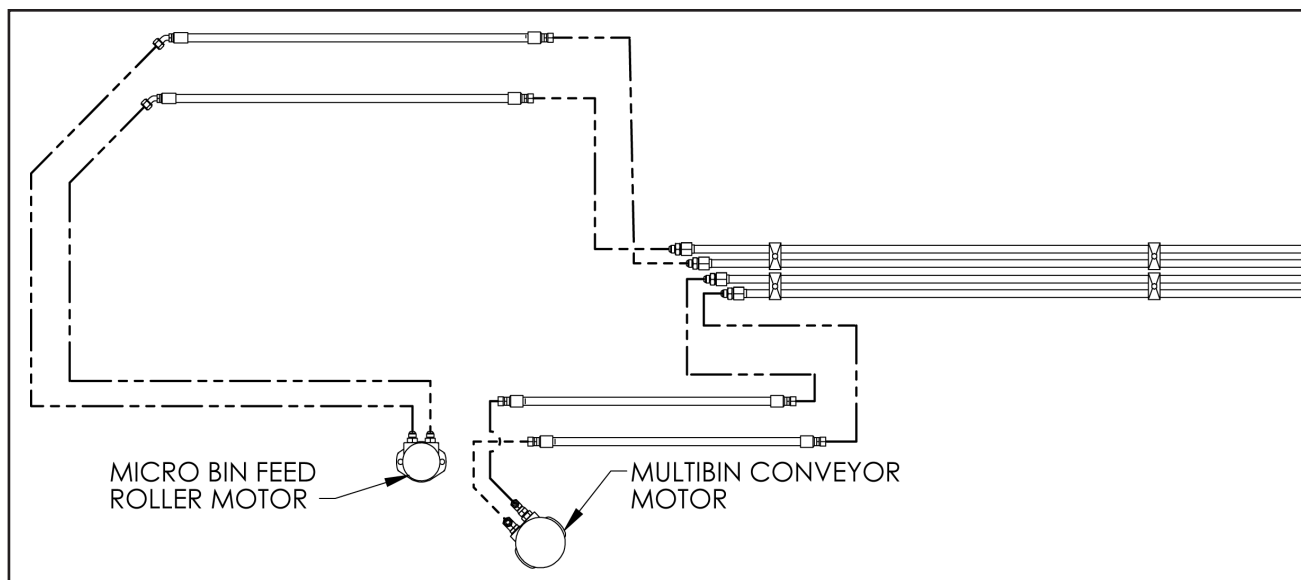 MICRO BIN FEED
ROLLER MOTOR
MULTIBIN CONVEYOR
MOTOR